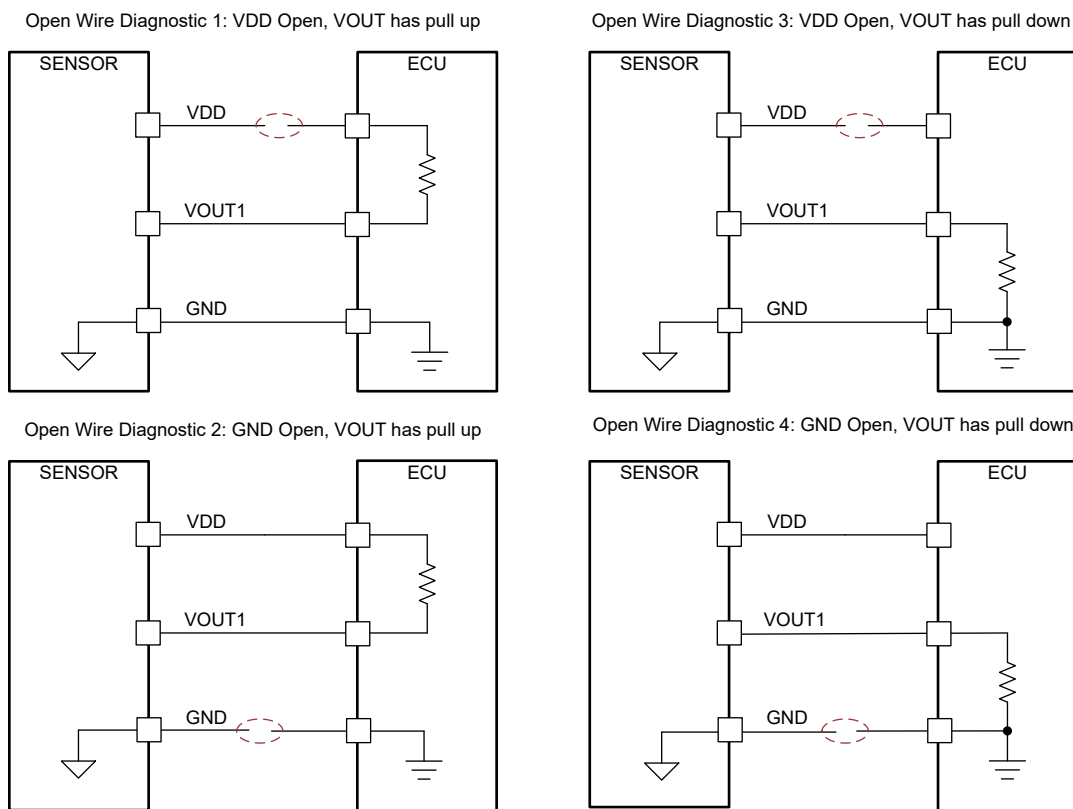 Open Wire Diagnostic 1: VDD Open, VOUT has pull up
SENSOR
ECU
VDD
VOUT1
GND
Open Wire Diagnostic 3: VDD Open, VOUT has pull down
SENSOR
ECU
VDD
VOUT1
GND
Open Wire Diagnostic 2: GND Open, VOUT has pull up
SENSOR
ECU
VDD
VOUT1
GND
Open Wire Diagnostic 4: GND Open, VOUT has pull down
SENSOR
ECU
VDD
VOUT1
GND